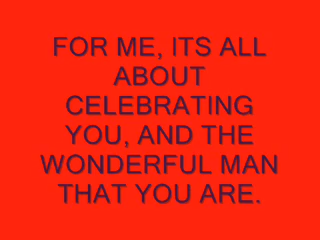 FOR ME, ITS ALL
ABOUT
CELEBRATING
YOU, AND THE
WONDERFUL MAN
THAT YOU ARE.